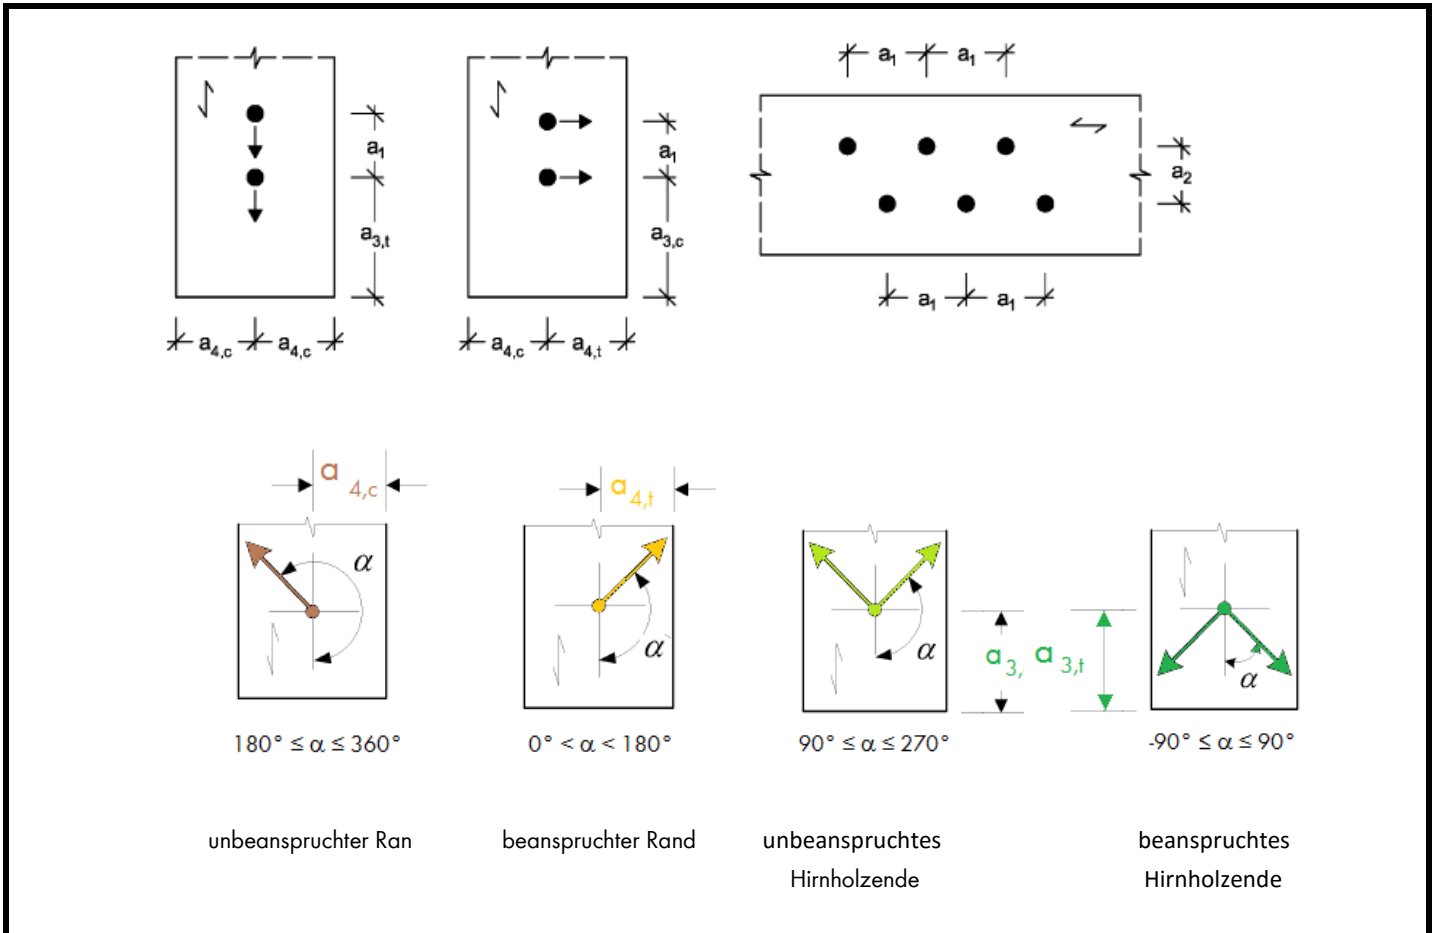 a1 a1
a1
a3,t
a4,c a4,c
a1
a3,c
a4,c a4,t
a2
a1 a1
a 4,c
α
180° ≤ α ≤ 360°
unbeanspruchter Ran
a 4,t
α
0° < α < 180°
beanspruchter Rand
α
a 3,
90° ≤ α ≤ 270°
unbeanspruchtes
Hirnholzende
a 3,t
α
-90° ≤ α ≤ 90°
beanspruchtes
Hirnholzende